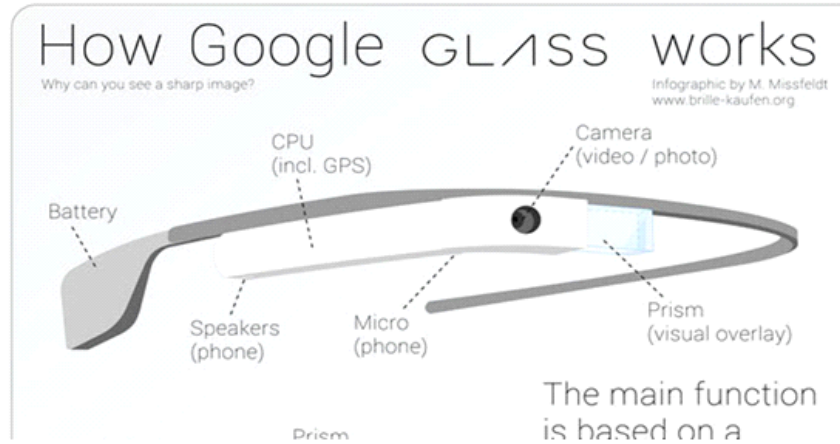 How Google GLASS works
Why can you see a sharp image?
Infographic by M. Missfeldt
www.brille-kaufen.org
Camera
(video / photo)
CPU
(incl. GPS)
Battery
Speakers
(phone)
Micro
(phone)
Prism
(visual overlay)
The main function
is based on a
Prism